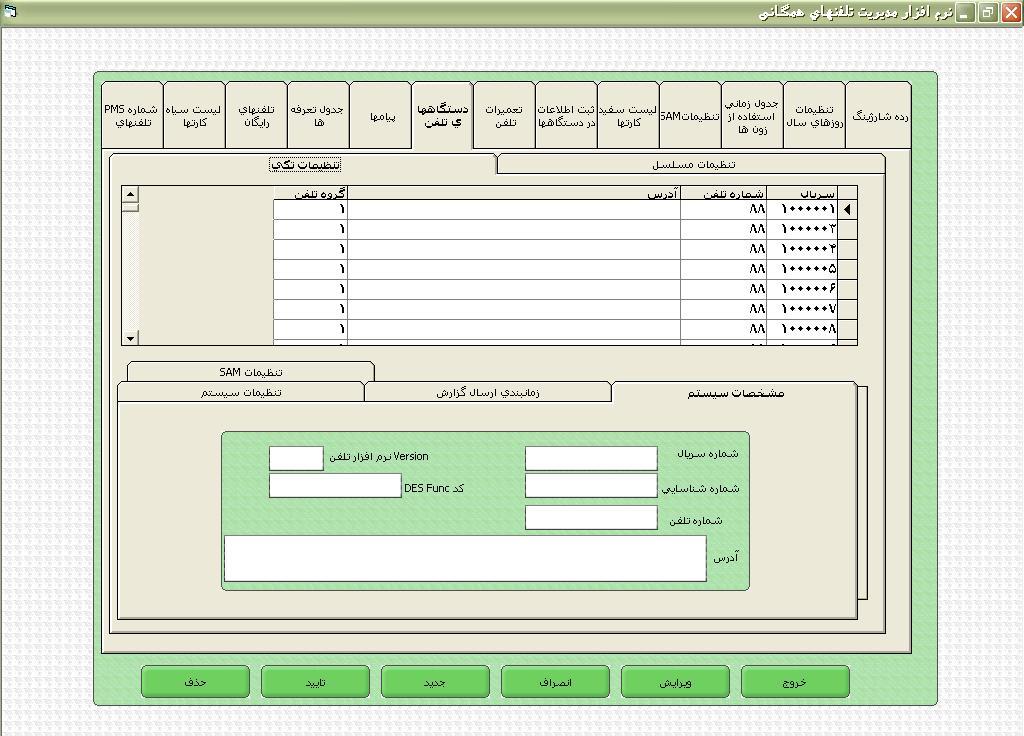 نرم افزار مديريت تلفنهاي همگاني
رده شارژينگ
تنظيمات
روزهاي سال
جدول زماني
استفاده از
زون ها
تنظيماتSAM
ليست سفيد
كارتها
ثبت اطلاعات
در دستگاهها
تعميرات
تلفن
دستگاهها
ي تلفن
پيامها
جدول تعرفه
ها
تلفنهاي
رايگان
ليست سياه
كارتها
شماره PMS
تلفنهاي
تنظيمات مسلسل
تنظيمات تكي
سريال شماره تلفن آدرس گروه تلفن
۱۰۰۰۰۰۱ ۸۸ ۱
۱۰۰۰۰۰۳ ۸۸ ۱
۱۰۰۰۰۰۴ ۸۸ ۱
۱۰۰۰۰۰۵ ۸۸ ۱
۱۰۰۰۰۰۶ ۸۸ ۱
۱۰۰۰۰۰۷ ۸۸ ۱
۱۰۰۰۰۰۸ ۸۸ ۱
تنظيمات SAM
مشخصات سيستم
زمانبندي ارسال گزارش
تنظيمات سيستم
شماره سريال
Version نرم افزار تلفن
شماره شناسايي
كد DES Func
شماره تلفن
آدرس
خروج
ويرايش
انصراف
جديد
تاييد
حذف